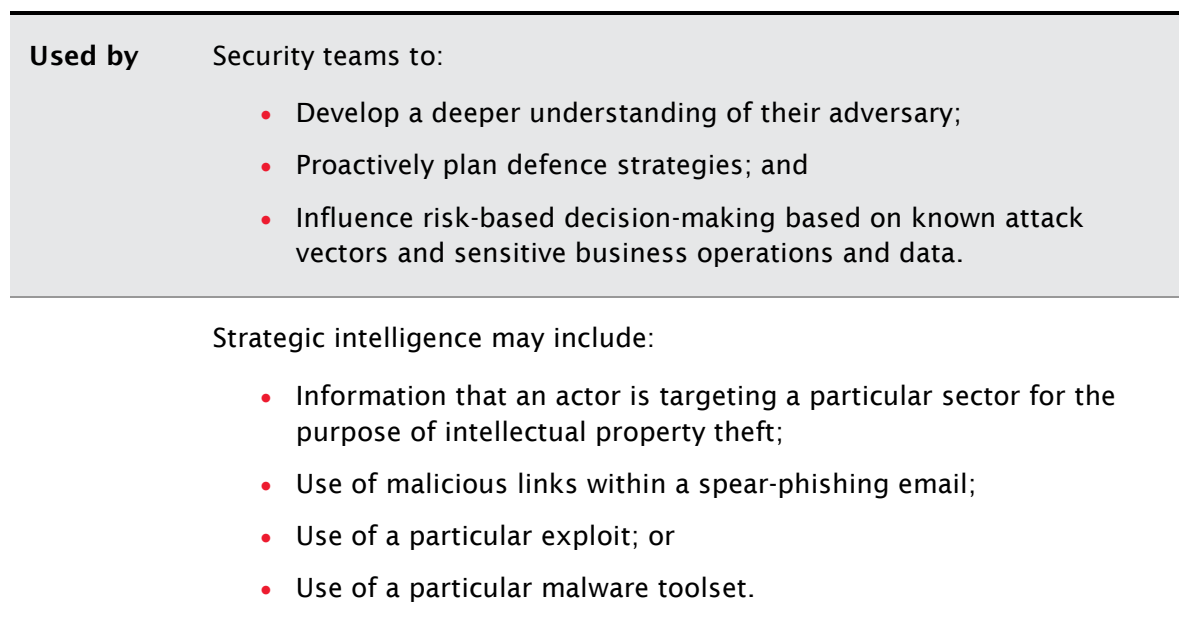 Used by Security teams to:
• Develop a deeper understanding of their adversary;
• Proactively plan defence strategies; and
• Influence risk-based decision-making based on known attack
vectors and sensitive business operations and data.
Strategic intelligence may include:
• Information that an actor is targeting a particular sector for the
purpose of intellectual property theft;
• Use of malicious links within a spear-phishing email;
• Use of a particular exploit; or
• Use of a particular malware toolset.